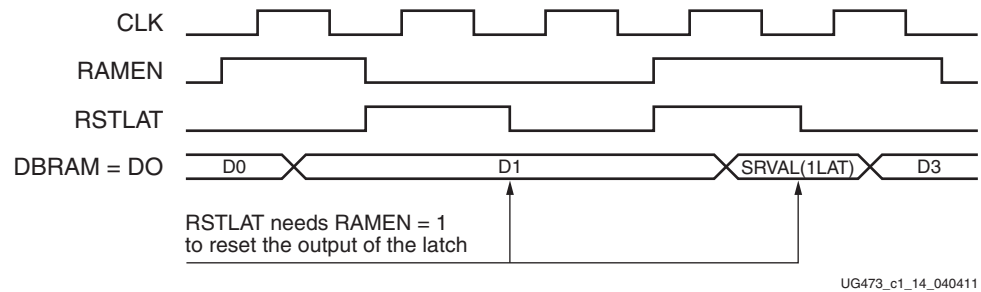 CLK
RAMEN
RSTLAT
DBRAM = DO D0 D1 SRVAL(1LAT) D3
RSTLAT needs RAMEN = 1
to reset the output of the latch
UG473_c1_14_040411